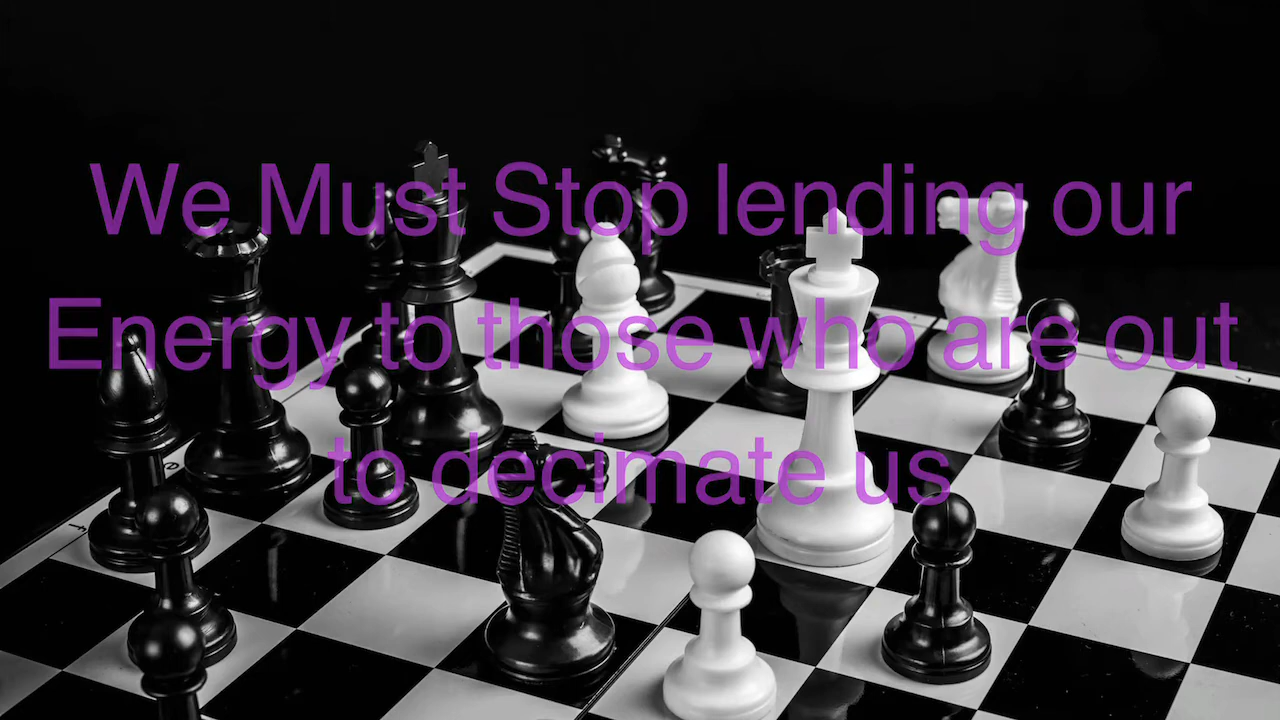 We Must Stop lending our
Energy to those who are out
to decimate us